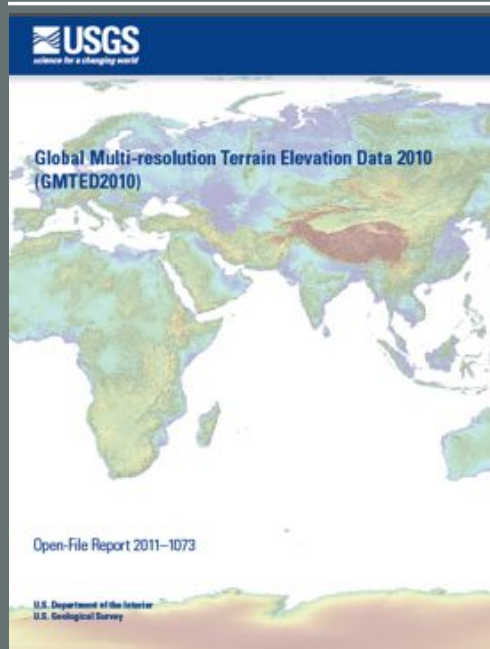 USGS
science for a changing world
Global Multi-resolution Terrain Elevation Data 2010
(GMTED2010)
Open-File Report 2011–1073
U.S. Department of the Interior
U.S. Geological Survey